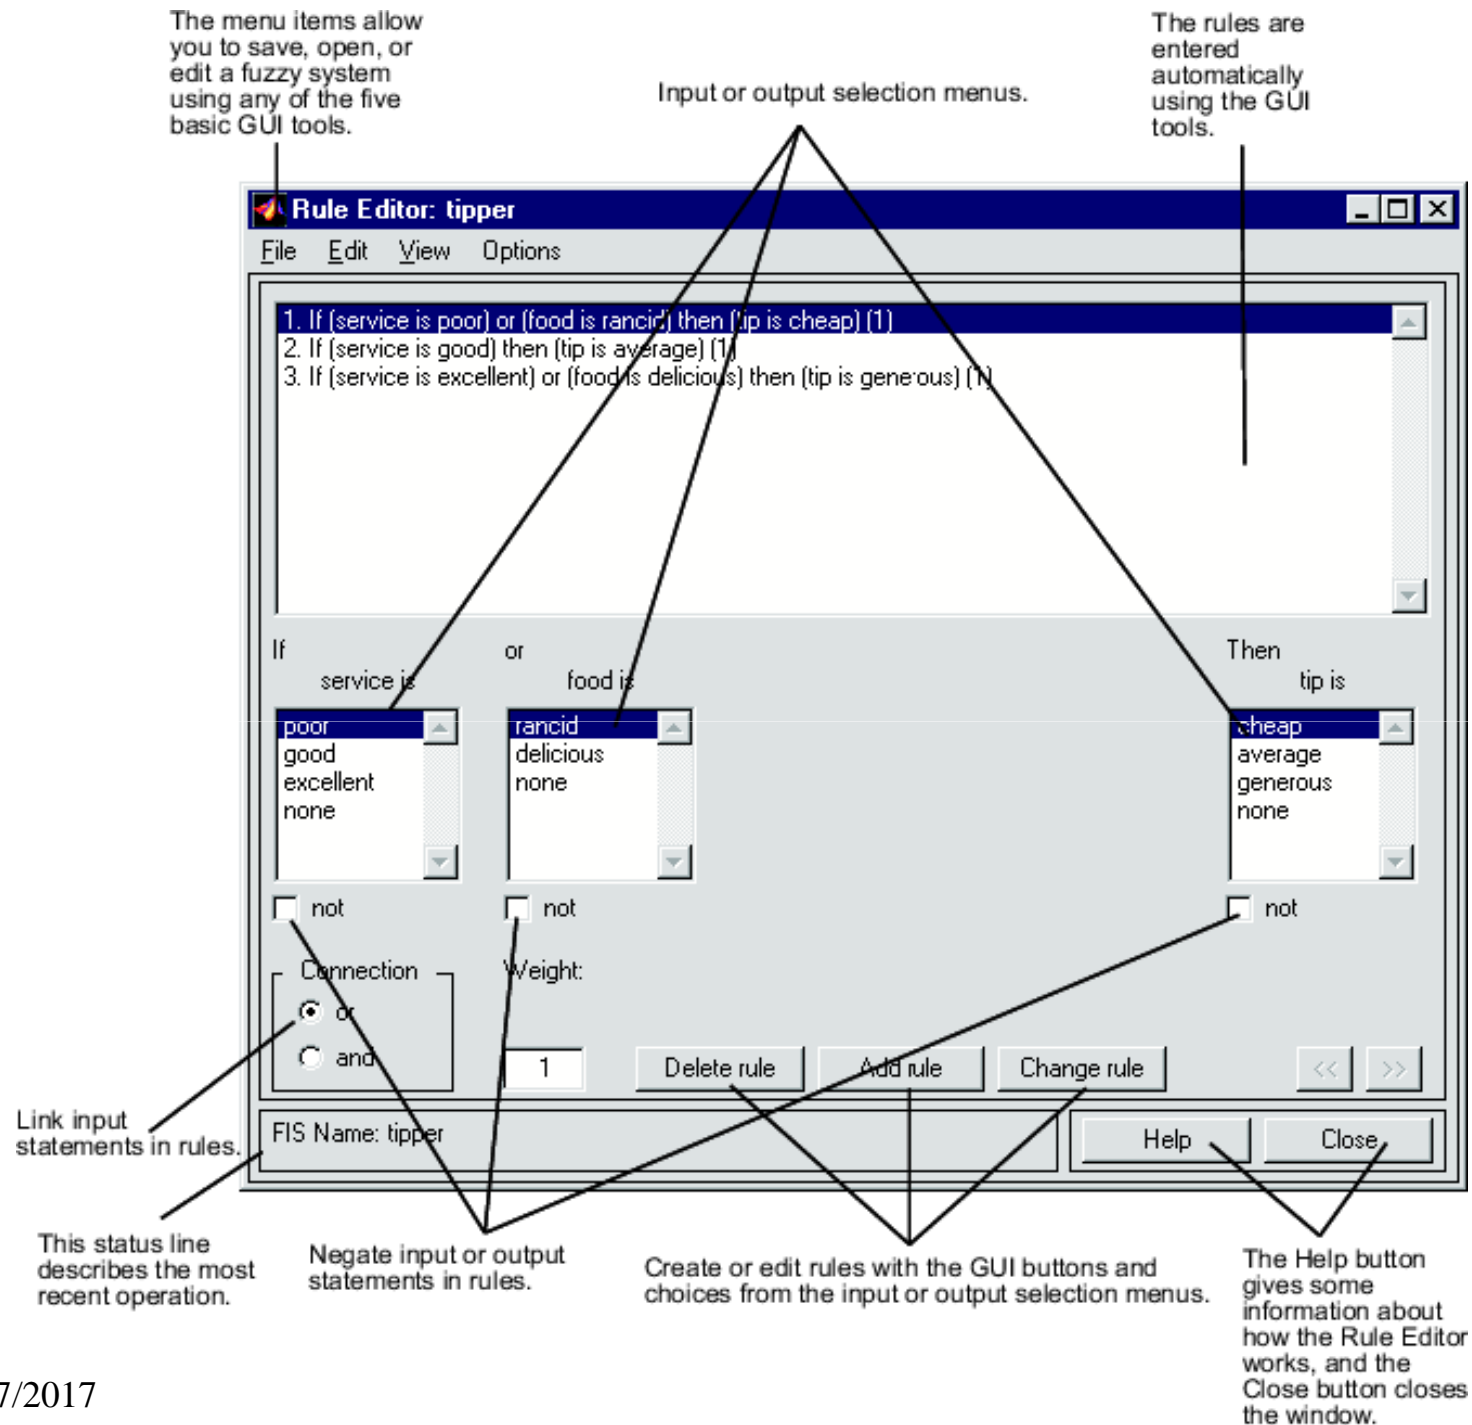 The menu items allow
you to save, open, or
edit a fuzzy system
using any of the five
basic GUI tools.
Input or output selection menus.
The rules are
entered
automatically
using the GUI
tools.
Rule Editor: tipper
File Edit View Options
1. If (service is poor) or (food is rancid) then (tip is cheap) (1)
2. If (service is good) then (tip is average) (1)
3. If (service is excellent) or (food is delicious) then (tip is generous) (1)
If or Then
service is food is tip is
poor rancid cheap
good delicious average
excellent none generous
none none
not not not
Connection Weight:
or
and 1 Delete rule Add rule Change rule << >>
FIS Name: tipper Help Close
Link input
statements in rules.
This status line
describes the most
recent operation.
Negate input or output
statements in rules.
Create or edit rules with the GUI buttons and
choices from the input or output selection menus.
The Help button
gives some
information about
how the Rule Editor
works, and the
Close button closes
the window.
7/2017